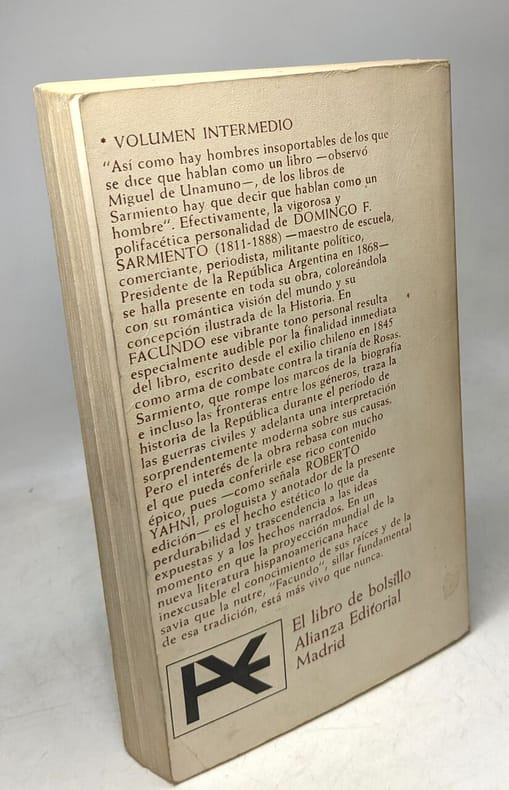 * VOLUMEN INTERMEDIO
"Así como hay hombres insoportables de los que
se dice que hablan como un libro —observó
Miguel de Unamuno—, de los libros de
Sarmiento hay que decir que hablan como un
hombre". Efectivamente, la vigorosa y
polifacética personalidad de DOMINGO F.
SARMIENTO (1811-1888) —maestro de escuela,
comerciante, periodista, militante político,
Presidente de la República Argentina en 1868—
se halla presente en toda su obra, coloreándola
con su romántica visión del mundo y su
concepción ilustrada de la Historia. En
FACUNDO ese vibrante tono personal resulta
especialmente audible por la finalidad inmediata
del libro, escrito desde el exilio chileno en 1845
como arma de combate contra la tiranía de Rosas.
Sarmiento, que rompe los marcos de la biografía
e incluso las fronteras entre los géneros, traza la
historia de la República durante el período de
las guerras civiles y adelanta una interpretación
sorprendentemente moderna sobre sus causas.
Pero el interés de la obra rebasa con mucho
el que pueda conferirle ese rico contenido
épico, pues —como señala ROBERTO
YAHNI, prologuista y anotador de la presente
edición— es el hecho estético lo que da
perdurabilidad y trascendencia a las ideas
expuestas y a los hechos narrados. En un
momento en que la proyección mundial de la
nueva literatura hispanoamericana hace
inexcusable el conocimiento de sus raíces y de la
savia que la nutre, "Facundo", sillar fundamental
de esa tradición, está más vivo que nunca.
El libro de bolsillo
Alianza Editorial
Madrid